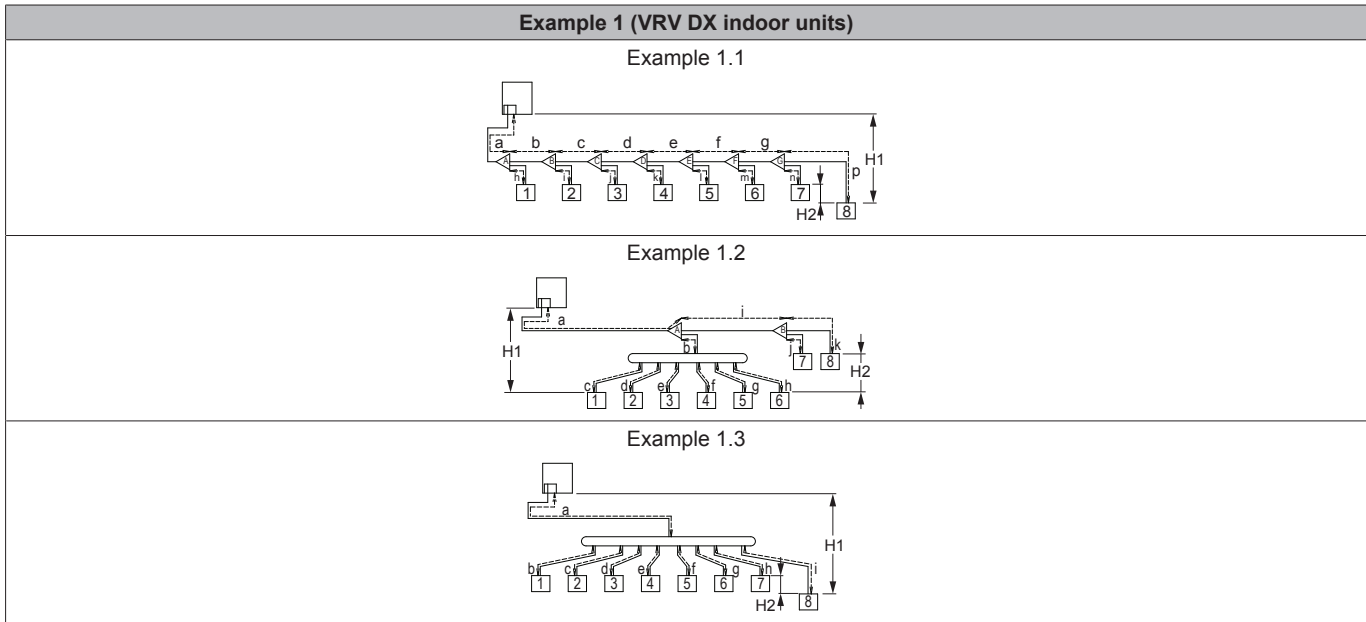 Example 1 (VRV DX indoor units)
Example 1.1
a b c d e f g
H1
A B C D E F G
h i j k l m n p
1 2 3 4 5 6 7
H2 8
Example 1.2
a i
H1 A B
b j k
7 8
H2
c d e f g h
1 2 3 4 5 6
Example 1.3
a
H1
b c d e f g h i
1 2 3 4 5 6 7
H2 8